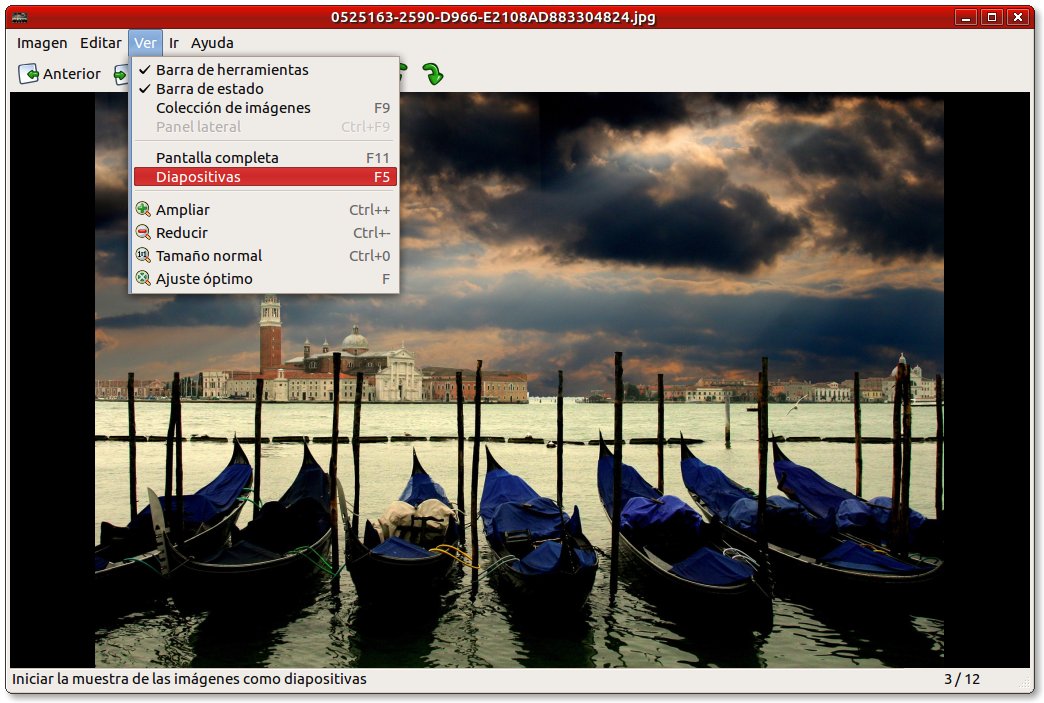 0525163-2590-D966-E2108AD883304824.jpg
Imagen Editar Ver Ir Ayuda
Anterior
Barra de herramientas
Barra de estado
Colección de imágenes F9
Panel lateral Ctrl+F9
Pantalla completa F11
Diapositivas F5
Ampliar Ctrl++
Reducir Ctrl+-
Tamaño normal Ctrl+0
Ajuste óptimo F
Iniciar la muestra de las imágenes como diapositivas 3 / 12